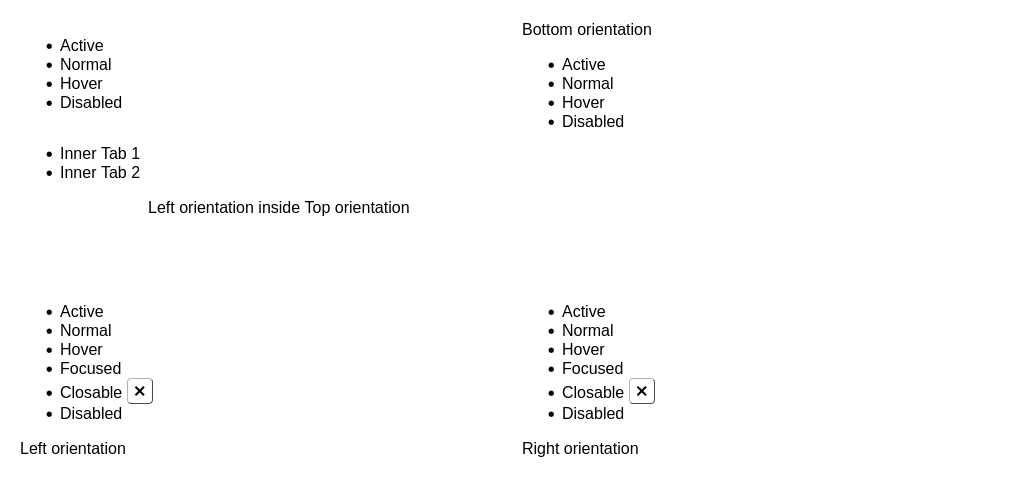 Active
Normal
Hover
Disabled
Inner Tab 1
Inner Tab 2
Left orientation inside Top orientation
Bottom orientation
Active
Normal
Hover
Disabled
Active
Normal
Hover
Focused
Closable ✕
Disabled
Left orientation
Active
Normal
Hover
Focused
Closable ✕
Disabled
Right orientation